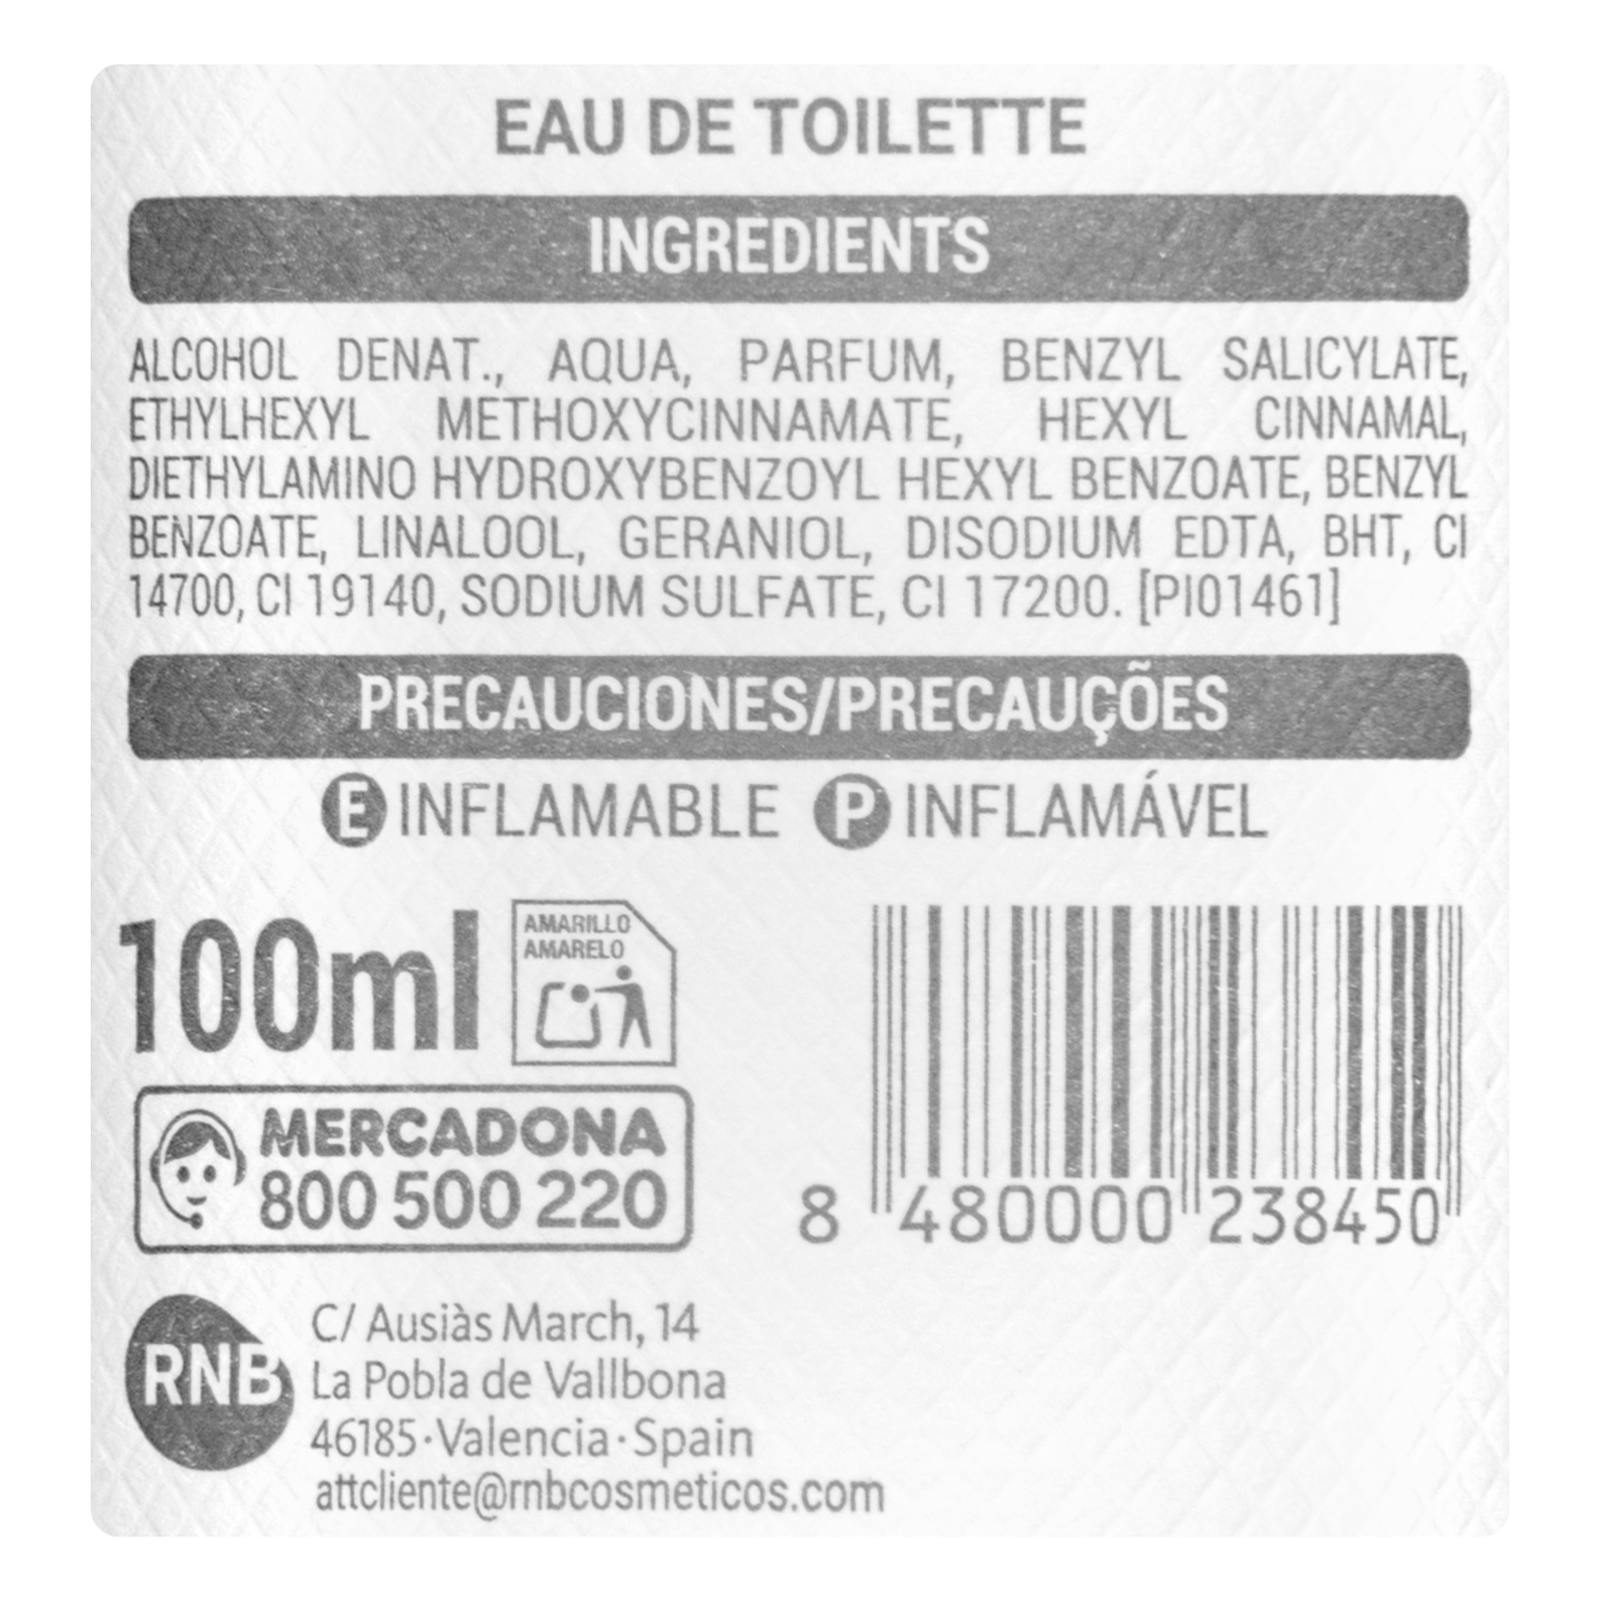 EAU DE TOILETTE
INGREDIENTS
ALCOHOL DENAT., AQUA, PARFUM, BENZYL SALICYLATE,
ETHYLHEXYL METHOXYCINNAMATE, HEXYL CINNAMAL,
DIETHYLAMINO HYDROXYBENZOYL HEXYL BENZOATE, BENZYL
BENZOATE, LINALOOL, GERANIOL, DISODIUM EDTA, BHT, CI
14700, CI 19140, SODIUM SULFATE, CI 17200. [PI01461]
PRECAUCIONES/PRECAUÇÕES
E INFLAMABLE P INFLAMÁVEL
100ml
AMARILLO
AMARELO
MERCADONA
800 500 220
8 480000 238450
RNB
C/ Ausiàs March, 14
La Pobla de Vallbona
46185·Valencia·Spain
attcliente@rnbcosmeticos.com